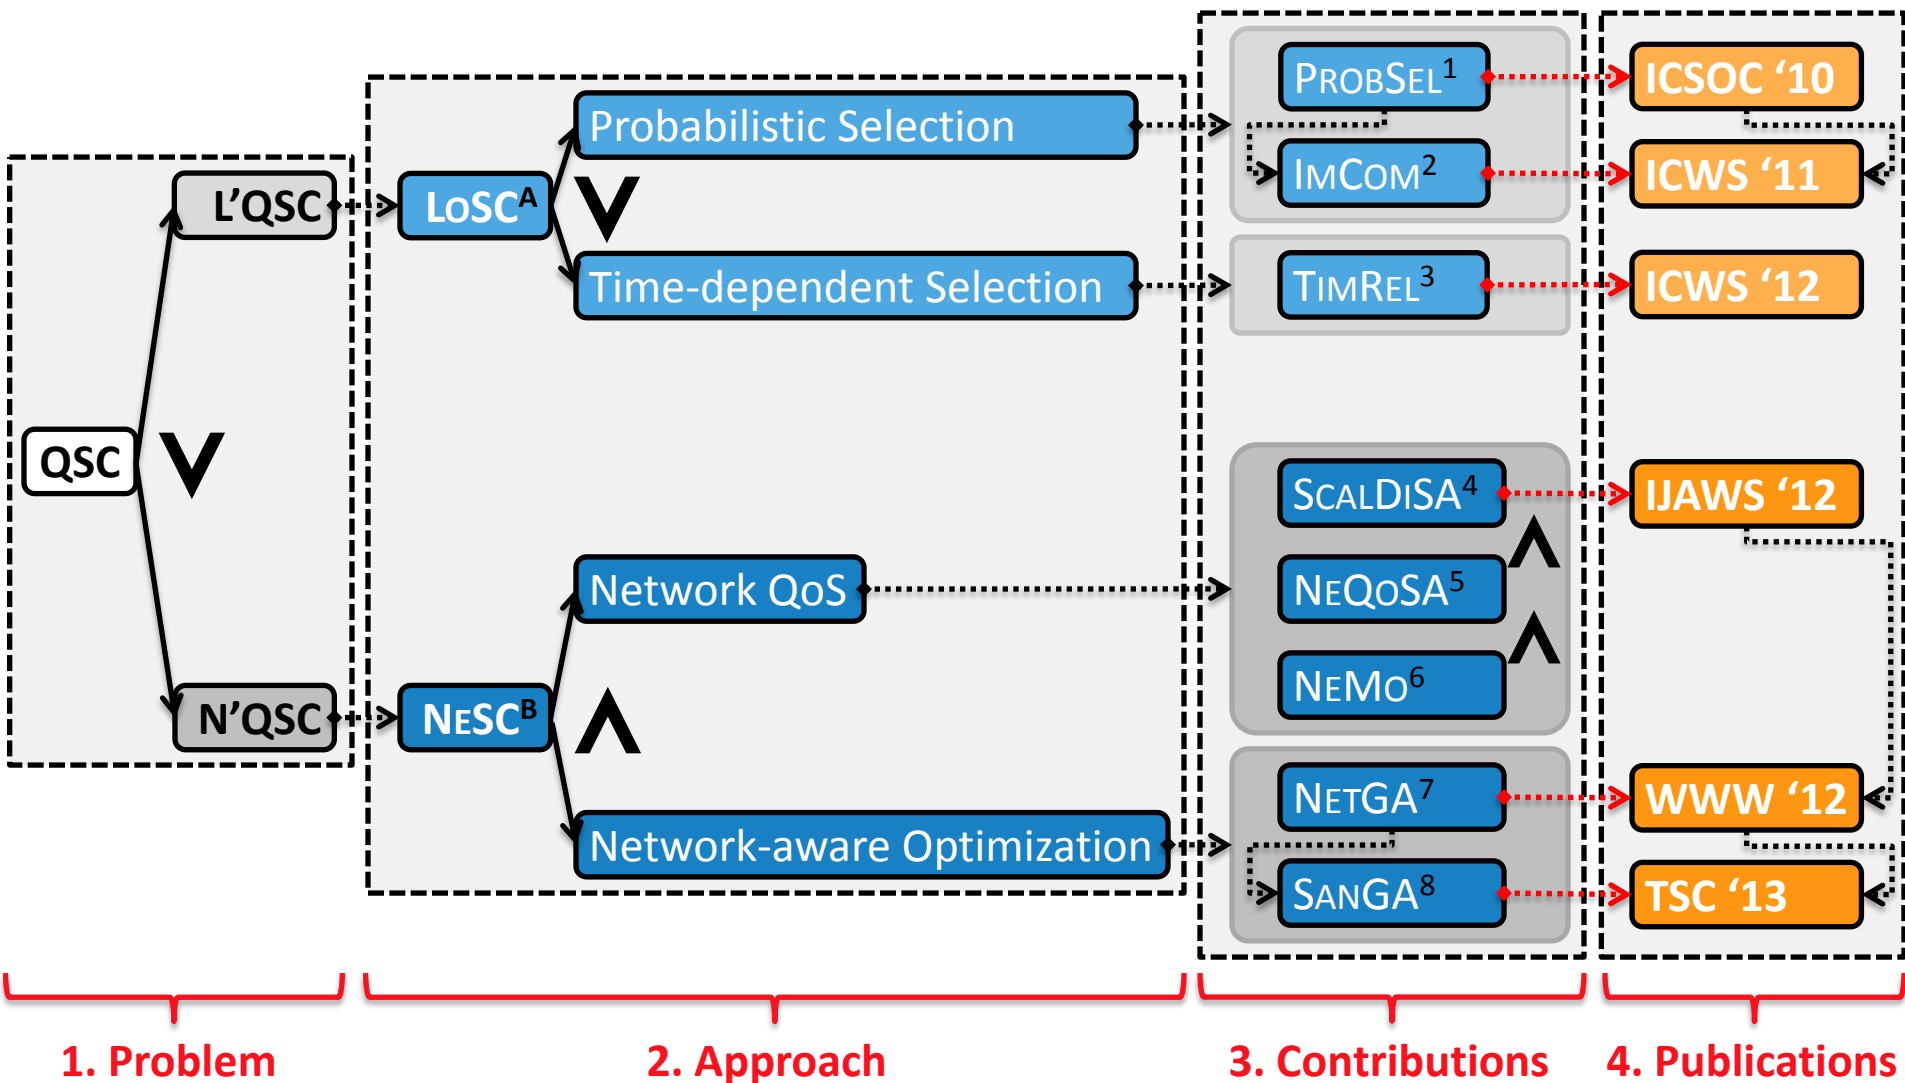 QSC
L'QSC
N'QSC
LoSCA
Probabilistic Selection
Time-dependent Selection
NeSCB
Network QoS
Network-aware Optimization
ProbSel1
ImCom2
TimRel3
ScalDiSA4
NeQoSA5
NeMo6
NetGA7
SanGA8
ICSOC ‘10
ICWS ‘11
ICWS ‘12
IJAWS ‘12
WWW ‘12
TSC ‘13
1. Problem
2. Approach
3. Contributions
4. Publications